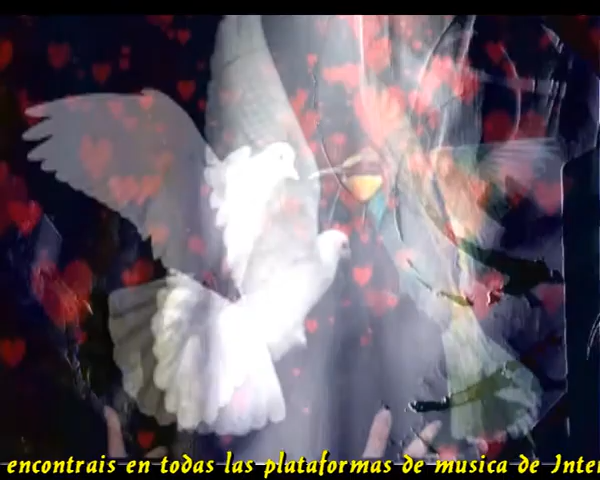 encontrais en todas las plataformas de musica de